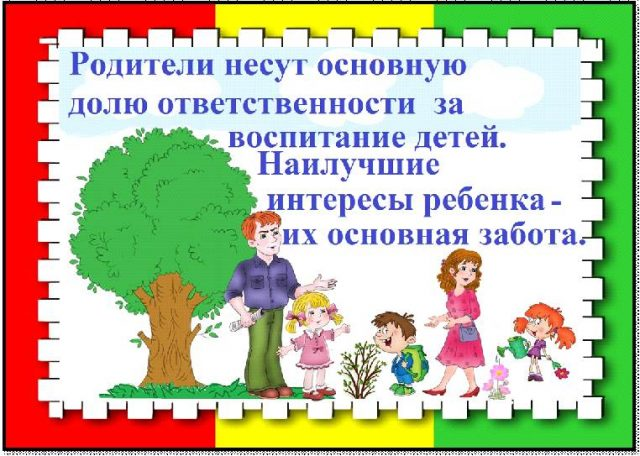 Родители несут основную
долю ответственности за
воспитание детей.
Наилучшие
интересы ребенка -
их основная забота.